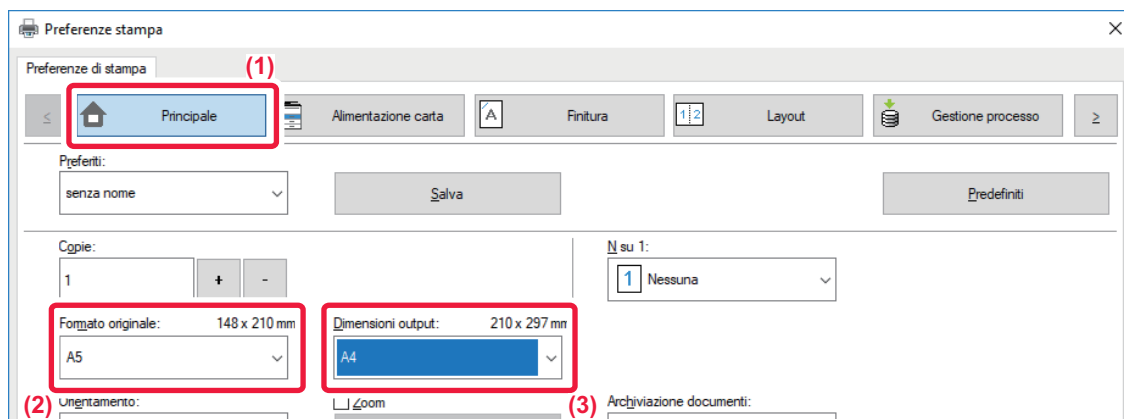 Preferenze stampa
Preferenze di stampa
(1)
< Principale Alimentazione carta A Finitura 1 2 Layout Gestione processo >
Preferiti:
senza nome Salva Predefiniti
Copie: N su 1:
1 + - 1 Nessuna
Formato originale: 148 x 210 mm Dimensioni output: 210 x 297 mm
A5 A4
(2) Orientamento: Zoom (3) Archiviazione documenti: